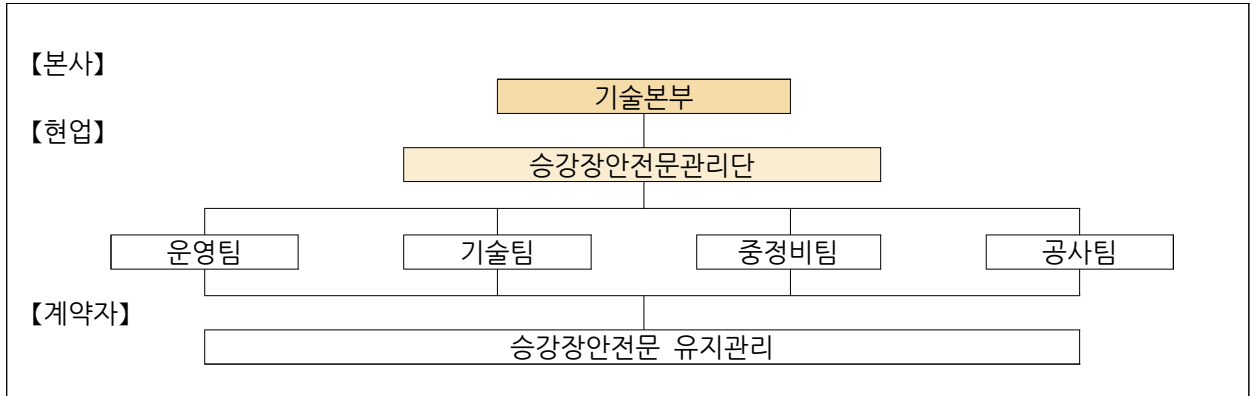 【본사】
기술본부
【현업】
승강장안전문관리단
운영팀 기술팀 중정비팀 공사팀
【계약자】
승강장안전문 유지관리